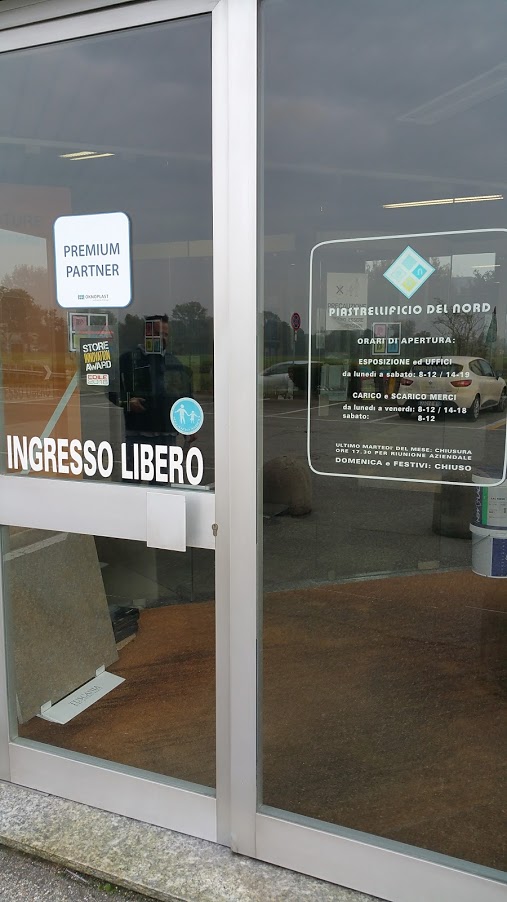 PREMIUM
PARTNER
OKNOPLAST
STORE
INNOVATION
AWARD
EDILE
INGRESSO LIBERO
PIASTRELLIFICIO DEL NORD
ORARI DI APERTURA:
ESPOSIZIONE ed UFFICI
da lunedì a sabato: 8-12 / 14-19
CARICO e SCARICO MERCI
da lunedì a venerdì: 8-12 / 14-18
sabato: 8-12
ULTIMO MARTEDÌ DEL MESE: CHIUSURA
ORE 17.30 PER RIUNIONE AZIENDALE
DOMENICA e FESTIVI: CHIUSO